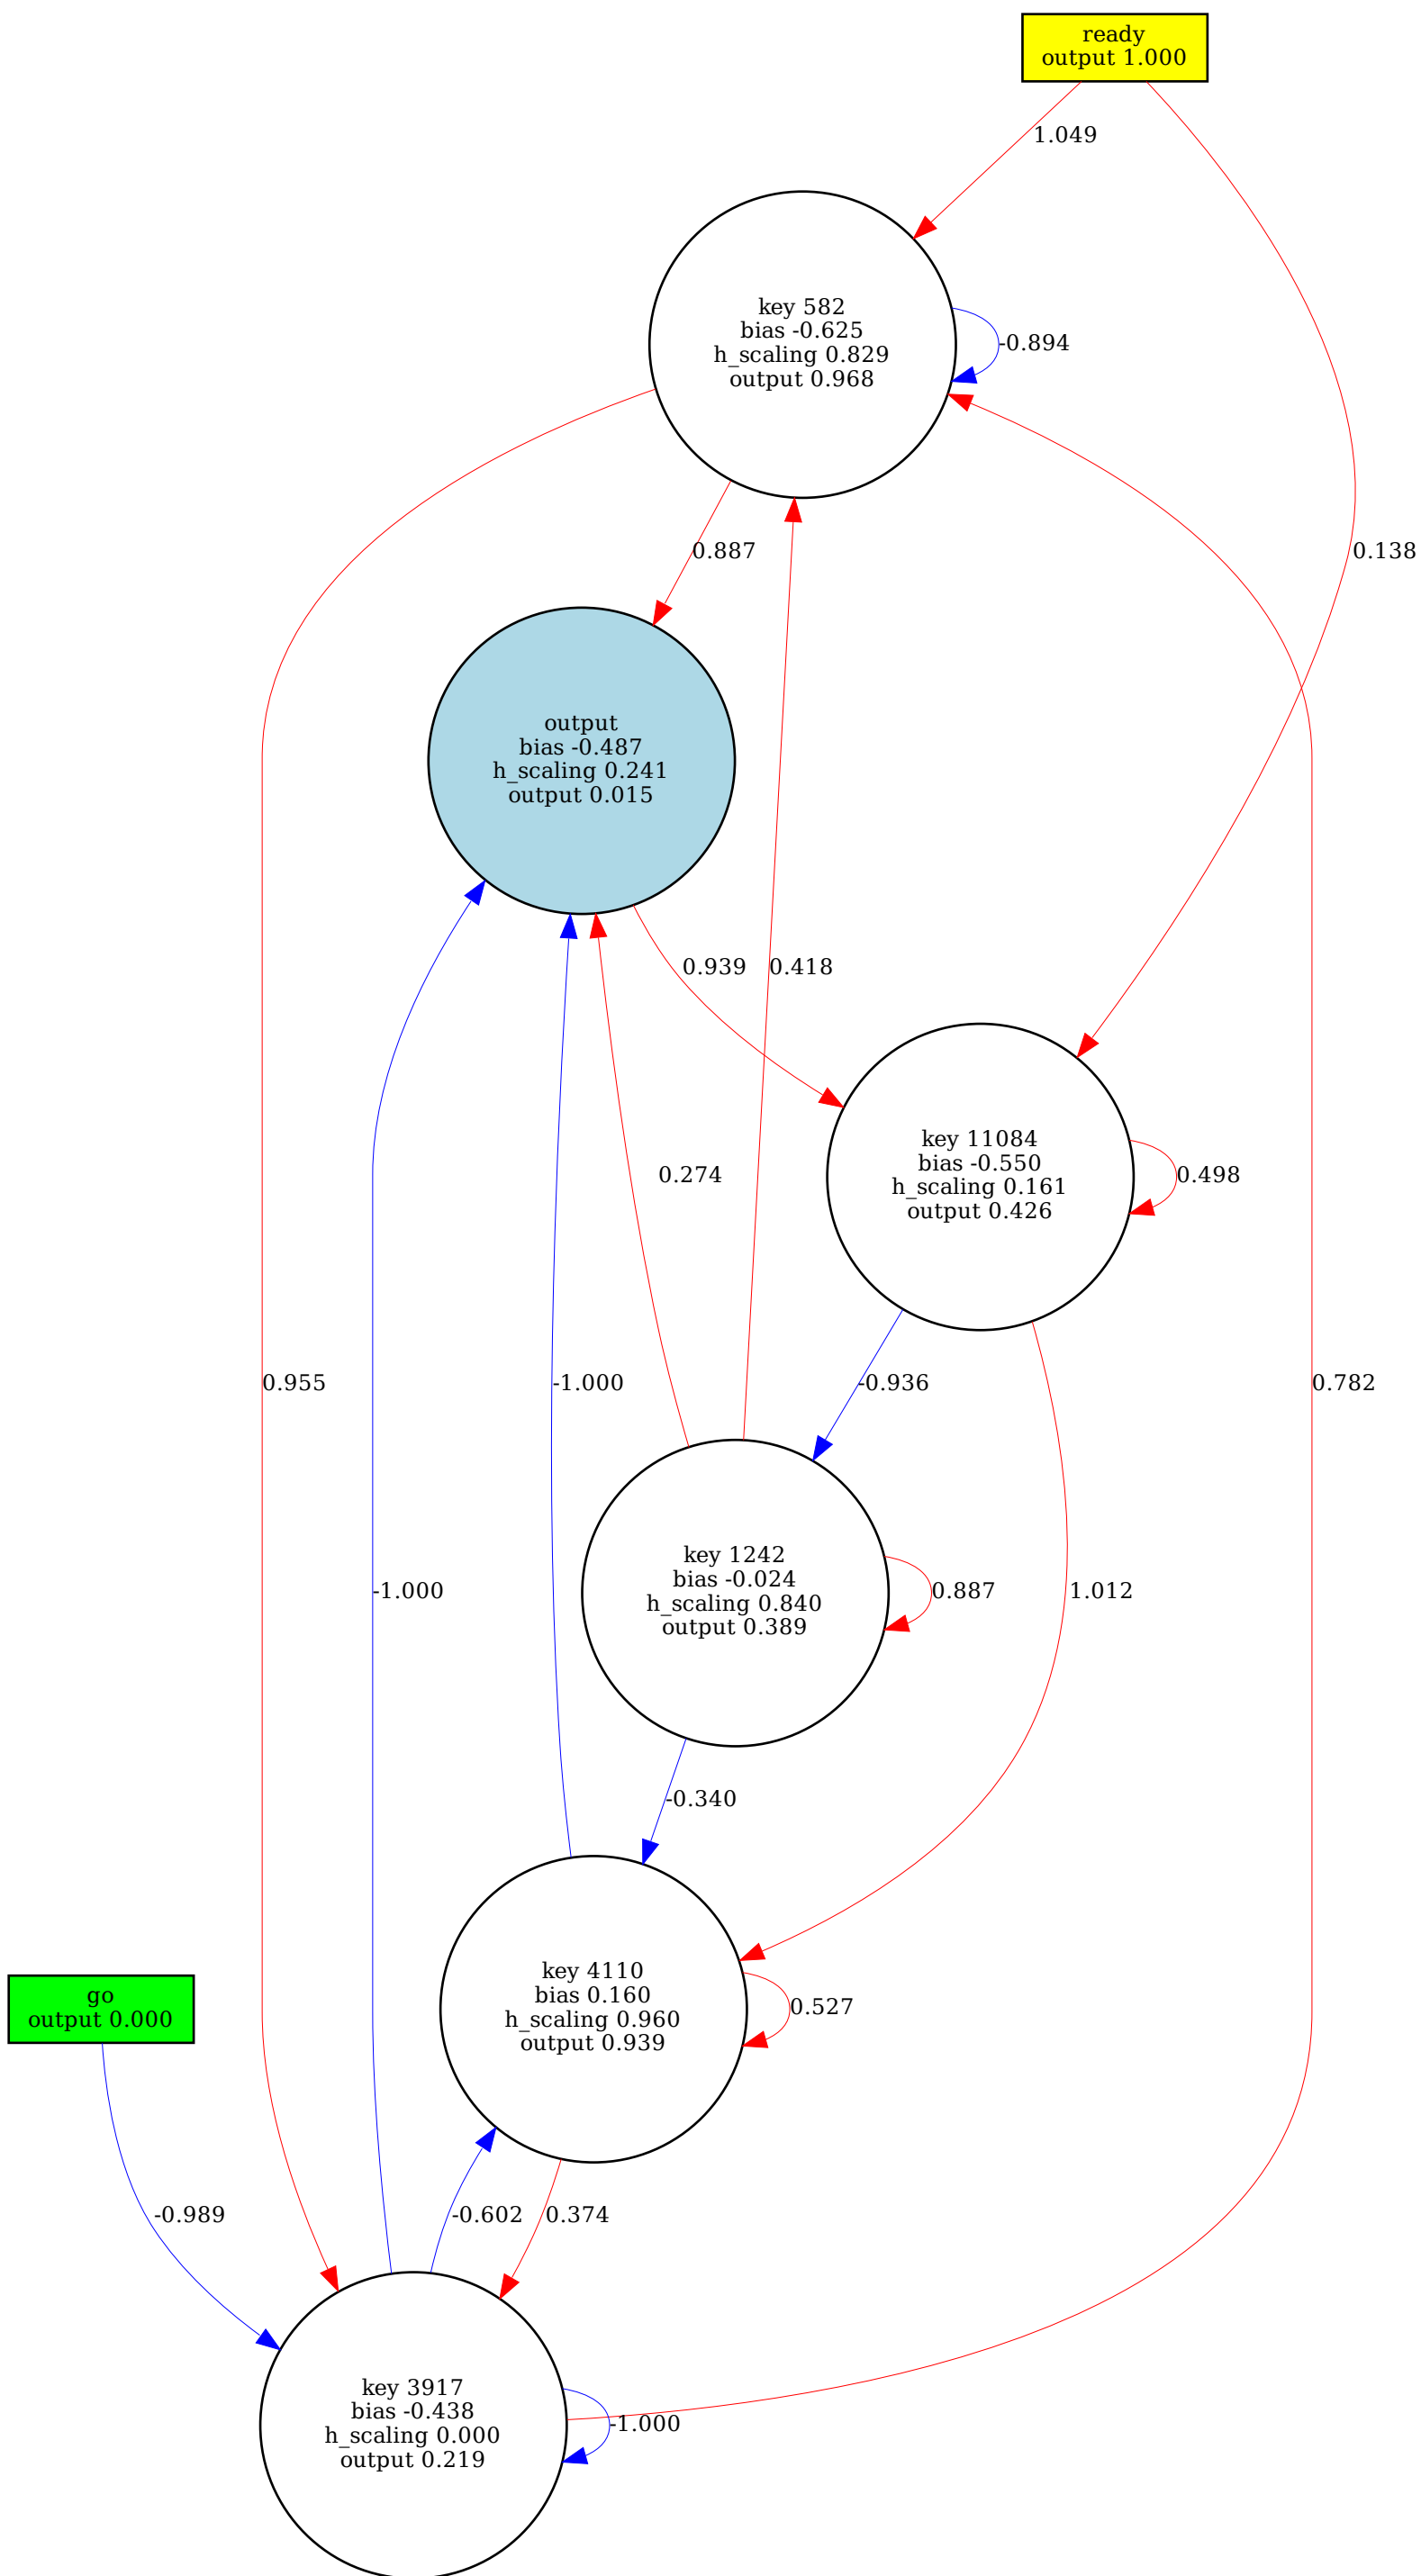 ready
output 1.000
1.049
key 582
bias -0.625
h_scaling 0.829
output 0.968
-0.894
0.887
0.138
output
bias -0.487
h_scaling 0.241
output 0.015
0.939
0.418
key 11084
bias -0.550
h_scaling 0.161
output 0.426
0.498
0.274
0.955
-1.000
-0.936
0.782
key 1242
bias -0.024
h_scaling 0.840
output 0.389
0.887
-1.000
1.012
-0.340
key 4110
bias 0.160
h_scaling 0.960
output 0.939
0.527
go
output 0.000
-0.989
-0.602
0.374
key 3917
bias -0.438
h_scaling 0.000
output 0.219
-1.000